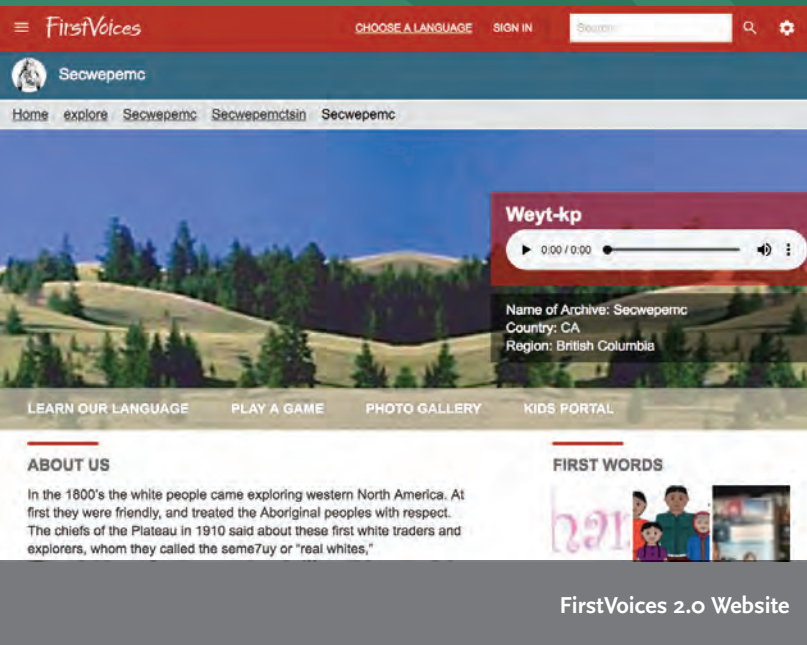 FirstVoices
CHOOSE A LANGUAGE SIGN IN
Search
Secwepemc
Home explore Secwepemc Secwepemctsin Secwepemc
Weyt-kp
0:00 / 0:00
Name of Archive: Secwepemc
Country: CA
Region: British Columbia
LEARN OUR LANGUAGE PLAY A GAME PHOTO GALLERY KIDS PORTAL
ABOUT US
In the 1800's the white people came exploring western North America. At
first they were friendly, and treated the Aboriginal peoples with respect.
The chiefs of the Plateau in 1910 said about these first white traders and
explorers, whom they called the seme7uy or "real whites,"
FIRST WORDS
FirstVoices 2.0 Website